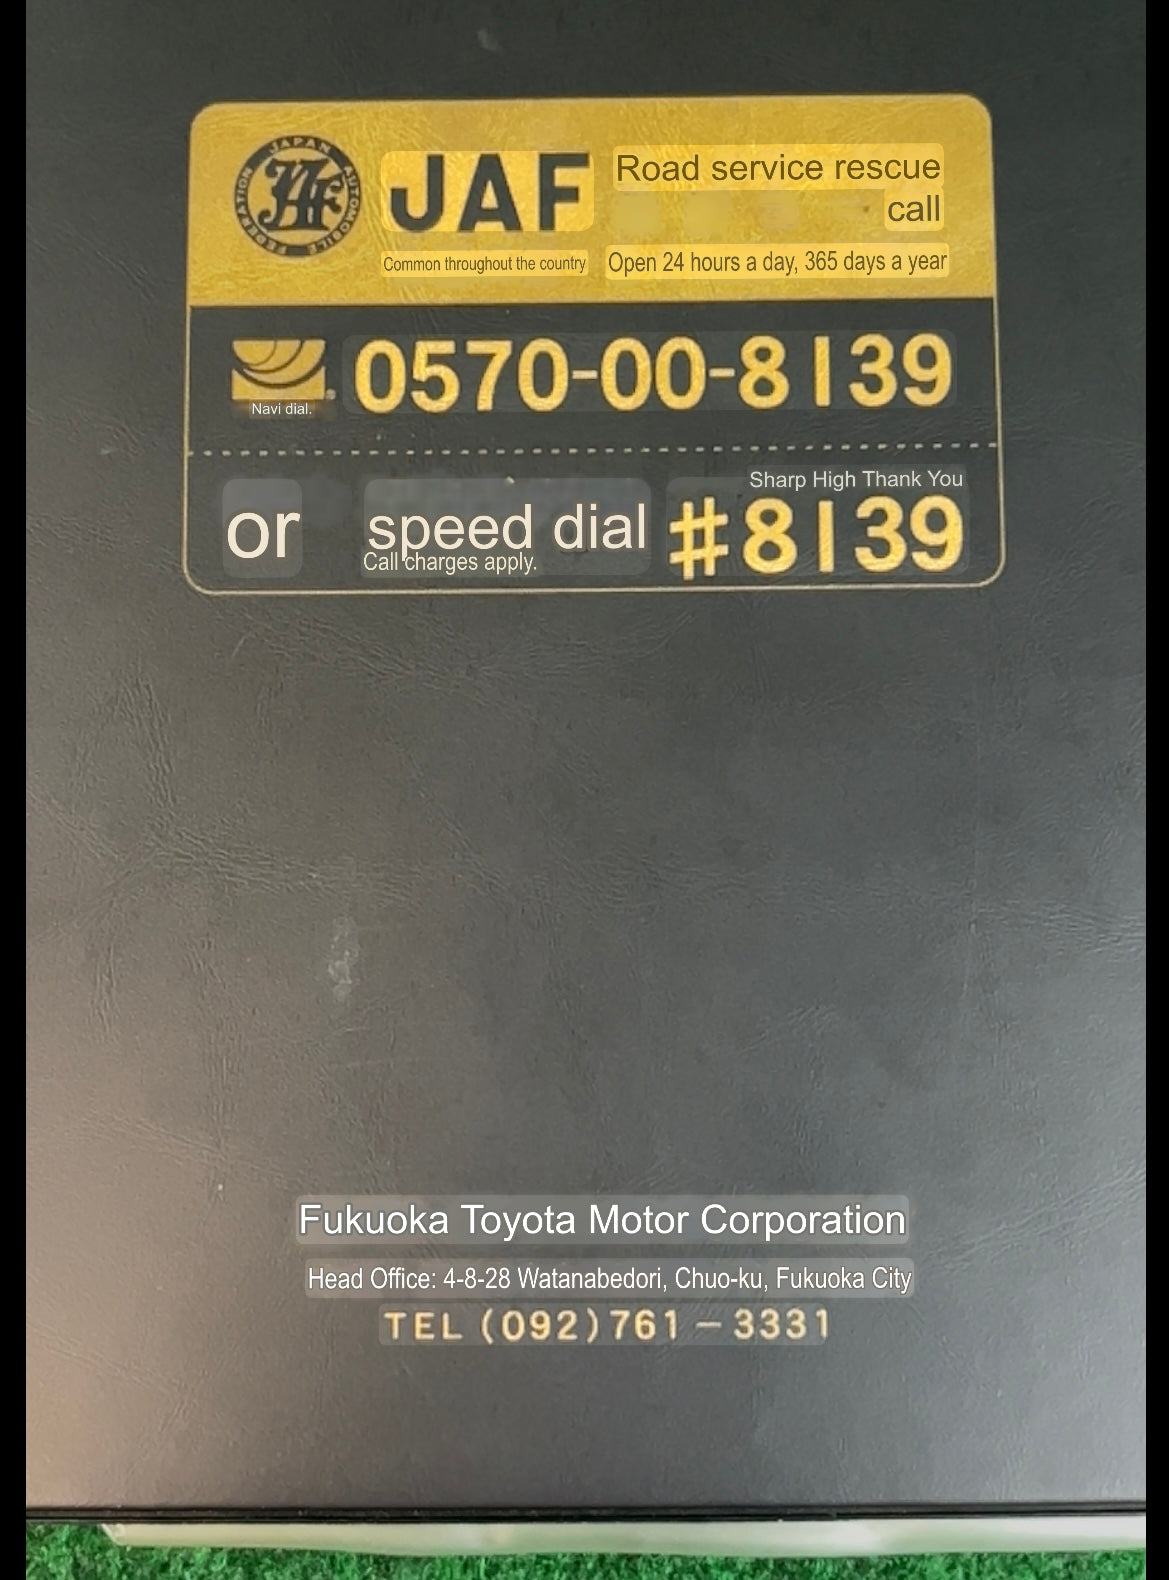 JAPAN AUTOMOBILE FEDERATION
JAF
Road service rescue
call
Common throughout the country
Open 24 hours a day, 365 days a year
0570-00-8139
Navi dial.
Sharp High Thank You
or speed dial #8139
Call charges apply.
Fukuoka Toyota Motor Corporation
Head Office: 4-8-28 Watanabedori, Chuo-ku, Fukuoka City
TEL (092)761-3331